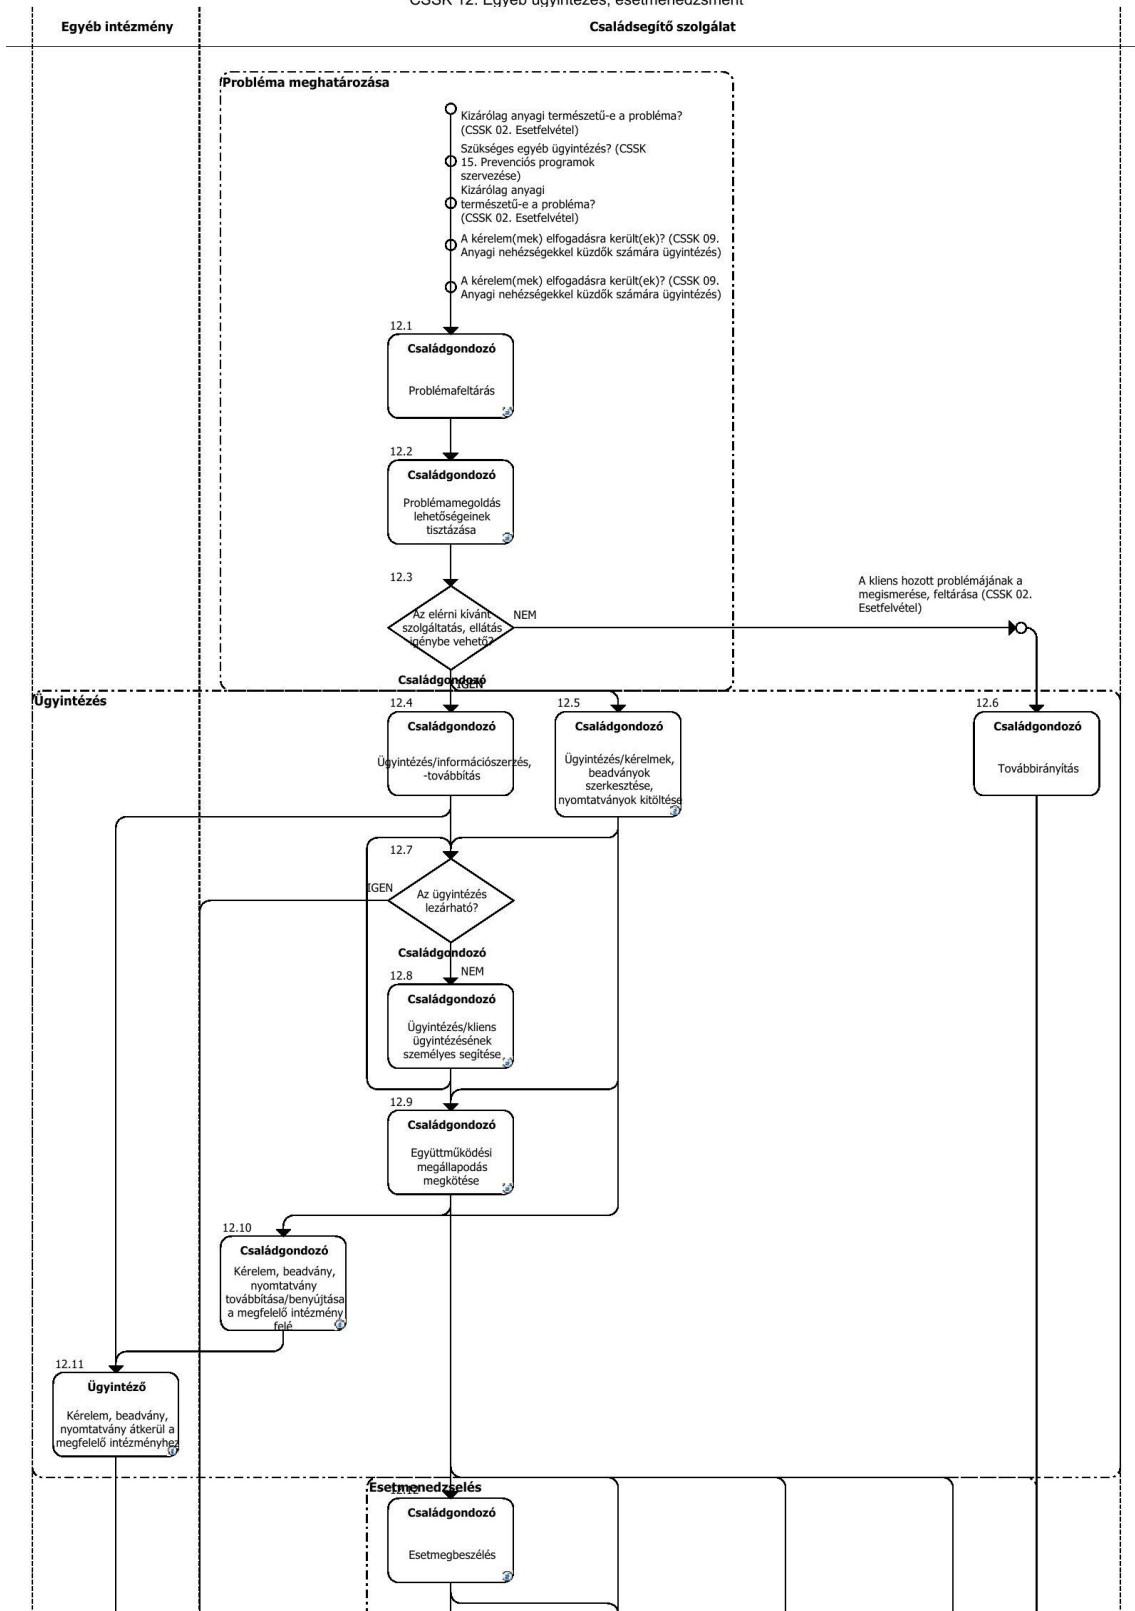 CSSK 12. Egyéb ügyintézés, esetmenedzsment
Egyéb intézmény
Családsegítő szolgálat
Probléma meghatározása
Kizárólag anyagi természetű-e a probléma?
(CSSK 02. Esetfelvétel)
Szükséges egyéb ügyintézés? (CSSK
15. Prevenciós programok
szervezése)
Kizárólag anyagi
természetű-e a probléma?
(CSSK 02. Esetfelvétel)
A kérelem(mek) elfogadásra került(ek)? (CSSK 09.
Anyagi nehézségekkel küzdők számára ügyintézés)
A kérelem(mek) elfogadásra került(ek)? (CSSK 09.
Anyagi nehézségekkel küzdők számára ügyintézés)
12.1
Családgondozó
Problémafeltárás
12.2
Családgondozó
Problémamegoldás
lehetőségeinek
tisztázása
12.3
Az elérni kívánt
szolgáltatás, ellátás
igénybe vehető?
NEM
A kliens hozott problémájának a
megismerése, feltárása (CSSK 02.
Esetfelvétel)
Családgondozó
IGEN
Ügyintézés
12.4
Családgondozó
Ügyintézés/információszerzés,
-továbbítás
12.5
Családgondozó
Ügyintézés/kérelmek,
beadványok
szerkesztése,
nyomtatványok kitöltése
12.6
Családgondozó
Továbbirányítás
12.7
IGEN
Az ügyintézés
lezárható?
Családgondozó
NEM
12.8
Családgondozó
Ügyintézés/kliens
ügyintézésének
személyes segítése
12.9
Családgondozó
Együttműködési
megállapodás
megkötése
12.10
Családgondozó
Kérelem, beadvány,
nyomtatvány
továbbítása/benyújtása
a megfelelő intézmény
felé
12.11
Ügyintéző
Kérelem, beadvány,
nyomtatvány átkerül a
megfelelő intézményhez
Esetmenedzselés
12.12
Családgondozó
Esetmegbeszélés